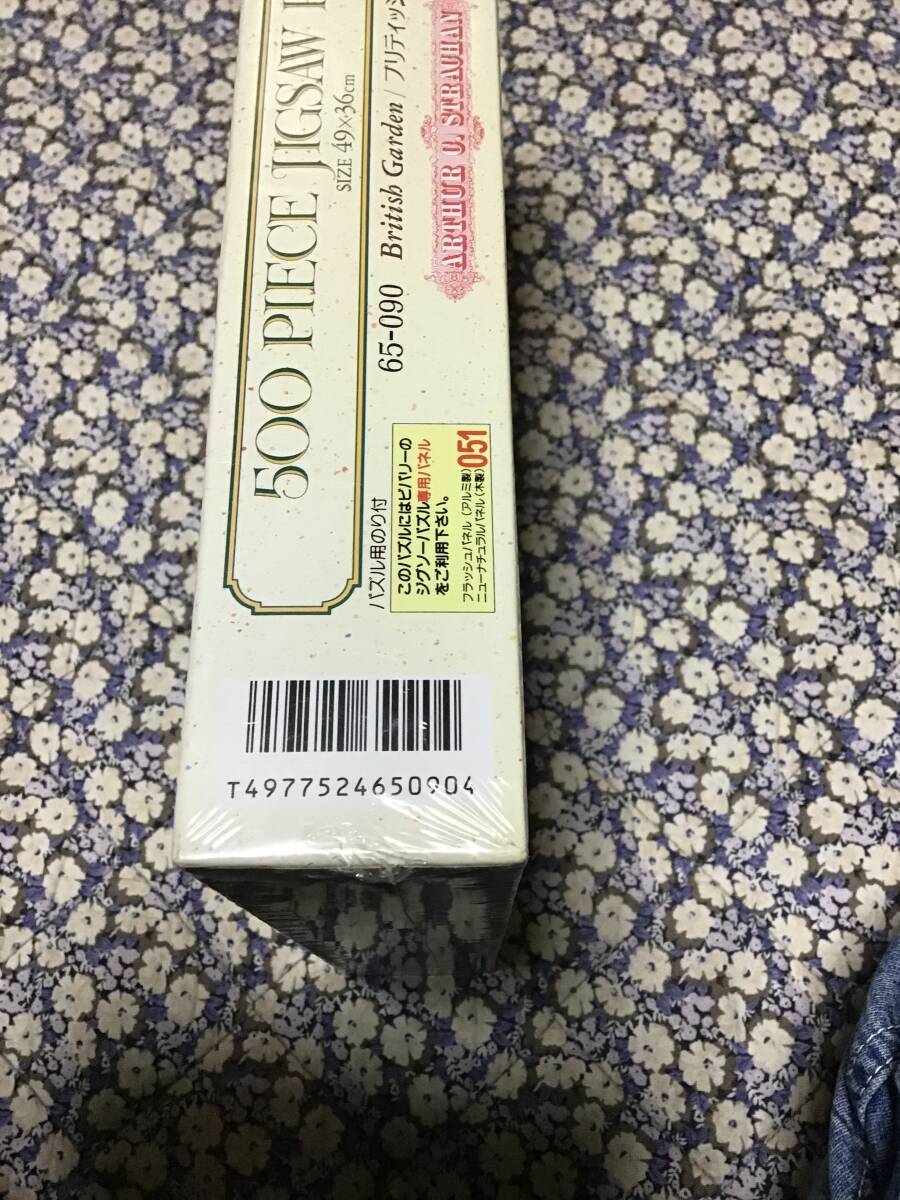 500 PIECE JIGSAW
SIZE 49×36cm
65-090 British Garden / ブリティッシ
ARTHUR U. STRAUHAN
パズル用のり付
このパズルにはビバリーの
ジグソーパズル専用パネル
をご利用下さい。
フラッシュパネル (アルミ製)
ニューナチュラルパネル (木製)
051
T4977524650904